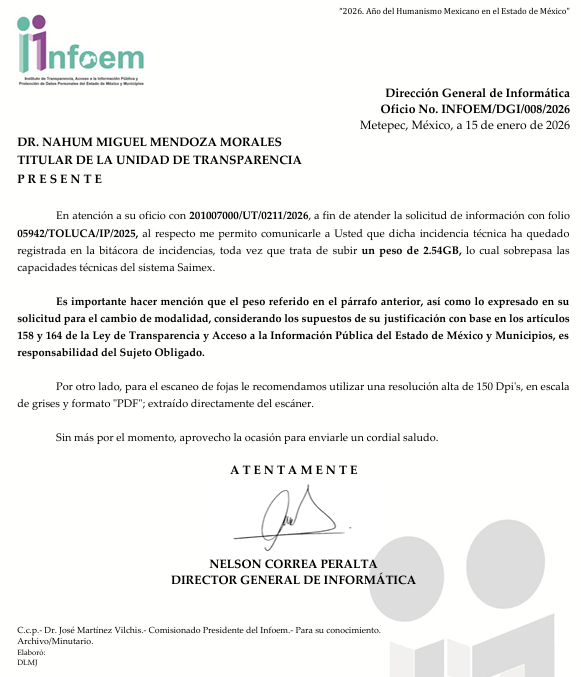 "2026. Año del Humanismo Mexicano en el Estado de México"
infoem
Instituto de Transparencia, Acceso a la Información Pública y
Protección de Datos Personales del Estado de México y Municipios
Dirección General de Informática
Oficio No. INFOEM/DGI/008/2026
Metepec, México, a 15 de enero de 2026
DR. NAHUM MIGUEL MENDOZA MORALES
TITULAR DE LA UNIDAD DE TRANSPARENCIA
P R E S E N T E
En atención a su oficio con 201007000/UT/0211/2026, a fin de atender la solicitud de información con folio
05942/TOLUCA/IP/2025, al respecto me permito comunicarle a Usted que dicha incidencia técnica ha quedado
registrada en la bitácora de incidencias, toda vez que trata de subir un peso de 2.54GB, lo cual sobrepasa las
capacidades técnicas del sistema Saimex.
Es importante hacer mención que el peso referido en el párrafo anterior, así como lo expresado en su
solicitud para el cambio de modalidad, considerando los supuestos de su justificación con base en los artículos
158 y 164 de la Ley de Transparencia y Acceso a la Información Pública del Estado de México y Municipios, es
responsabilidad del Sujeto Obligado.
Por otro lado, para el escaneo de fojas le recomendamos utilizar una resolución alta de 150 Dpi's, en escala
de grises y formato "PDF"; extraído directamente del escáner.
Sin más por el momento, aprovecho la ocasión para enviarle un cordial saludo.
A T E N T A M E N T E
NELSON CORREA PERALTA
DIRECTOR GENERAL DE INFORMÁTICA
C.c.p.- Dr. José Martínez Vilchis.- Comisionado Presidente del Infoem.- Para su conocimiento.
Archivo/Minutario.
Elaboró:
DLMJ